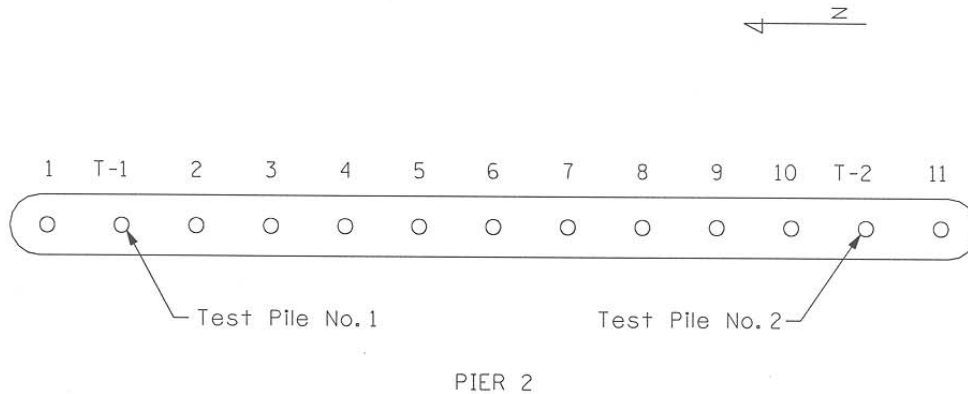 N
1 T-1 2 3 4 5 6 7 8 9 10 T-2 11
Test Pile No. 1
Test Pile No. 2
PIER 2